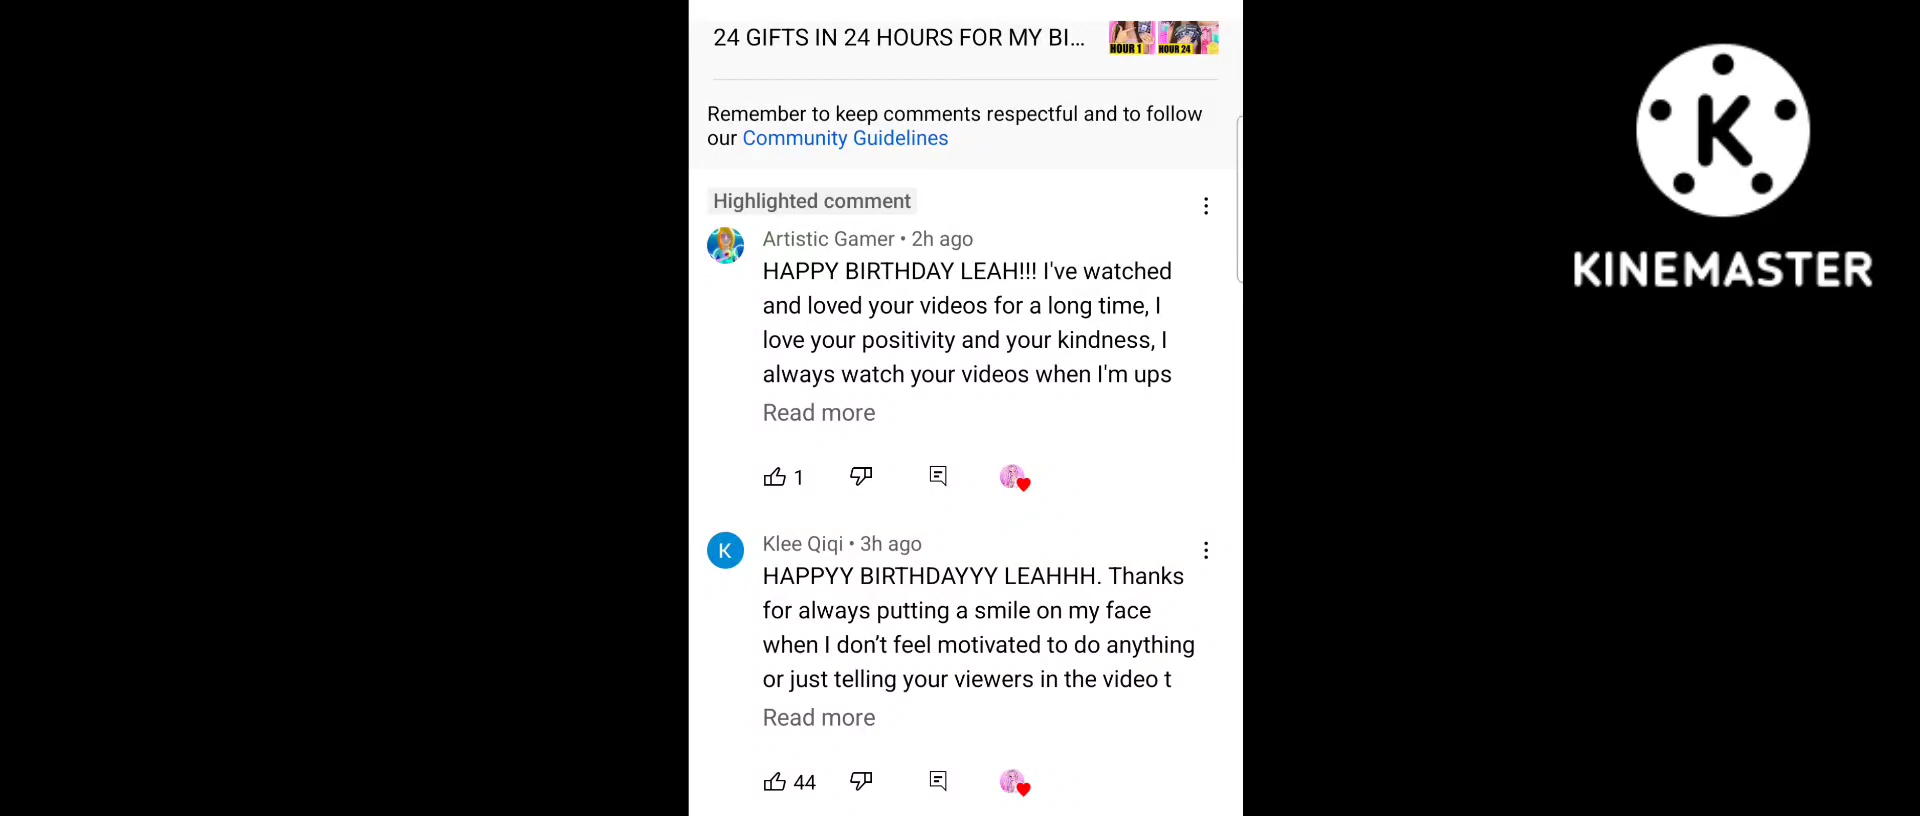 24 GIFTS IN 24 HOURS FOR MY BI...
HOUR 1
HOUR 24
Remember to keep comments respectful and to follow
our Community Guidelines
Highlighted comment
Artistic Gamer • 2h ago
HAPPY BIRTHDAY LEAH!!! I've watched
and loved your videos for a long time, I
love your positivity and your kindness, I
always watch your videos when I'm ups
Read more
1
K
Klee Qiqi • 3h ago
HAPPYY BIRTHDAYYY LEAHHH. Thanks
for always putting a smile on my face
when I don’t feel motivated to do anything
or just telling your viewers in the video t
Read more
44
K
KINEMASTER